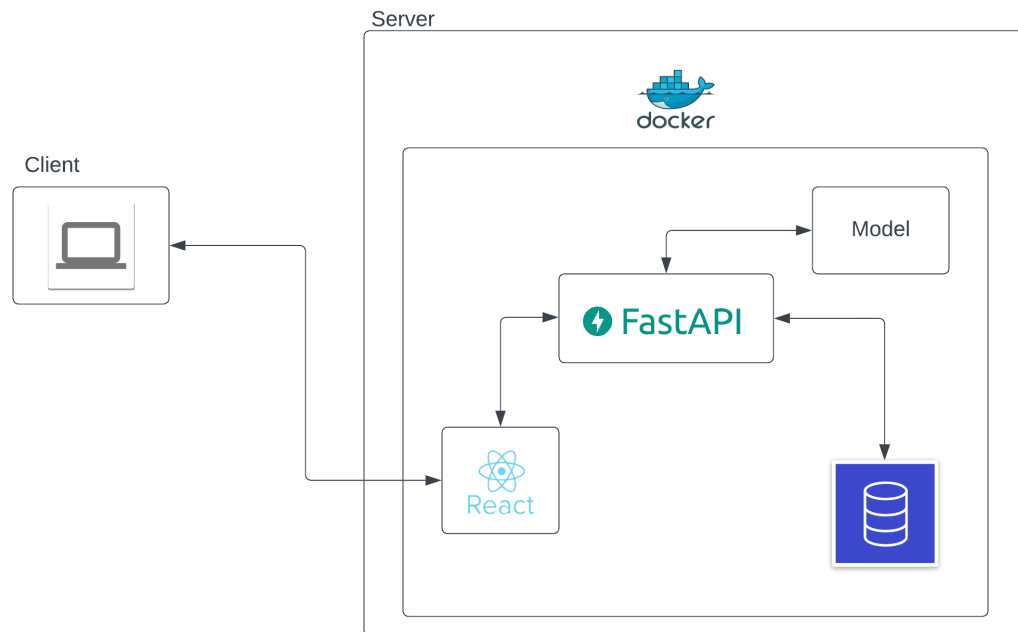 Server
docker
Client
Model
FastAPI
React